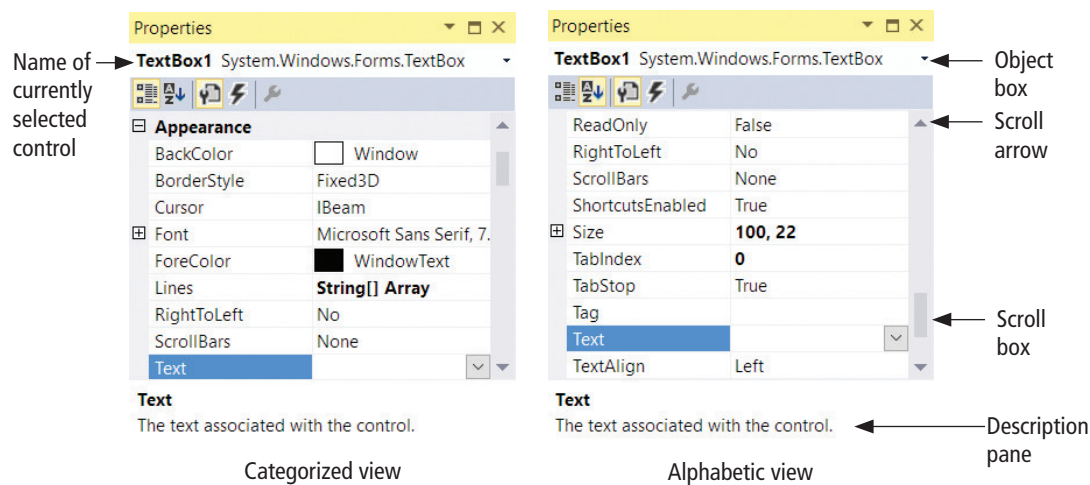 Name of
currently
selected
control
Properties
TextBox1 System.Windows.Forms.TextBox
Appearance
BackColor Window
BorderStyle Fixed3D
Cursor IBeam
Font Microsoft Sans Serif, 7.
ForeColor WindowText
Lines String[] Array
RightToLeft No
ScrollBars None
Text
Text
The text associated with the control.
Categorized view
Properties
TextBox1 System.Windows.Forms.TextBox
ReadOnly False
RightToLeft No
ScrollBars None
ShortcutsEnabled True
Size 100, 22
TabIndex 0
TabStop True
Tag
Text
TextAlign Left
Text
The text associated with the control.
Alphabetic view
Object
box
Scroll
arrow
Scroll
box
Description
pane